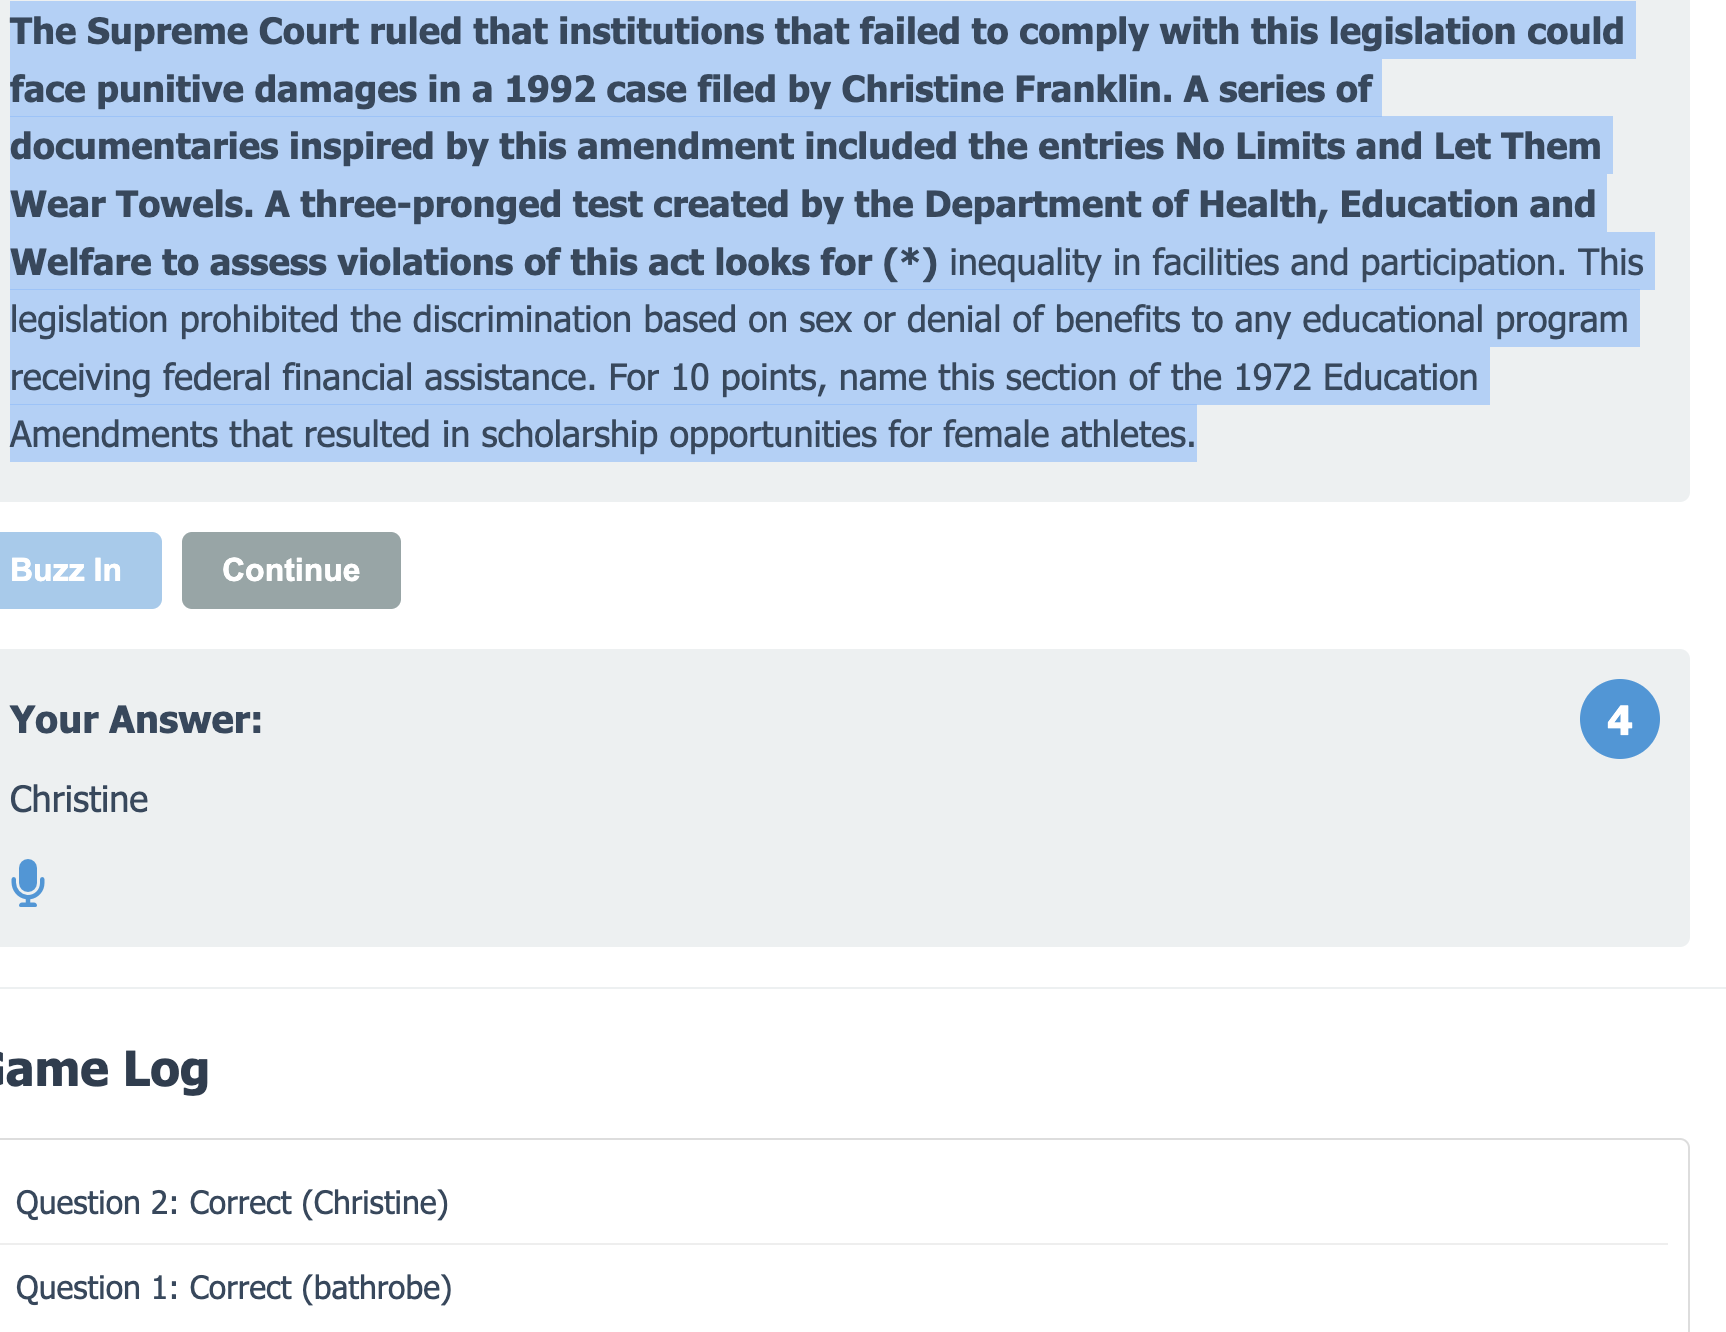 The Supreme Court ruled that institutions that failed to comply with this legislation could
face punitive damages in a 1992 case filed by Christine Franklin. A series of
documentaries inspired by this amendment included the entries No Limits and Let Them
Wear Towels. A three-pronged test created by the Department of Health, Education and
Welfare to assess violations of this act looks for (*) inequality in facilities and participation. This
legislation prohibited the discrimination based on sex or denial of benefits to any educational program
receiving federal financial assistance. For 10 points, name this section of the 1972 Education
Amendments that resulted in scholarship opportunities for female athletes.
Buzz In Continue
Your Answer:
4
Christine
Game Log
Question 2: Correct (Christine)
Question 1: Correct (bathrobe)